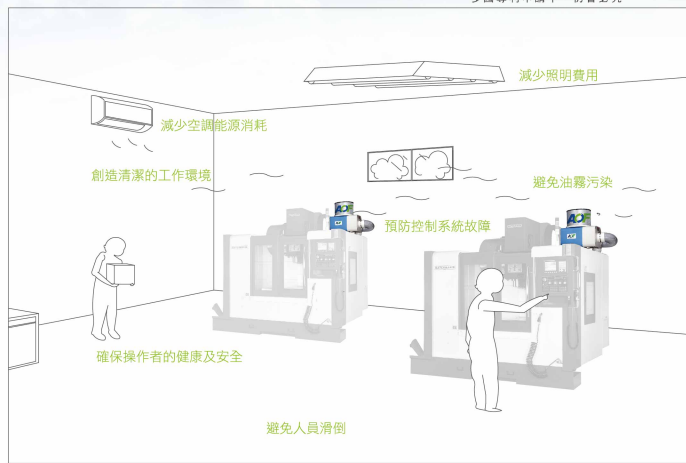 減少照明費用
減少空調能源消耗
創造清潔的工作環境
避免油霧污染
預防控制系統故障
確保操作者的健康及安全
避免人員滑倒